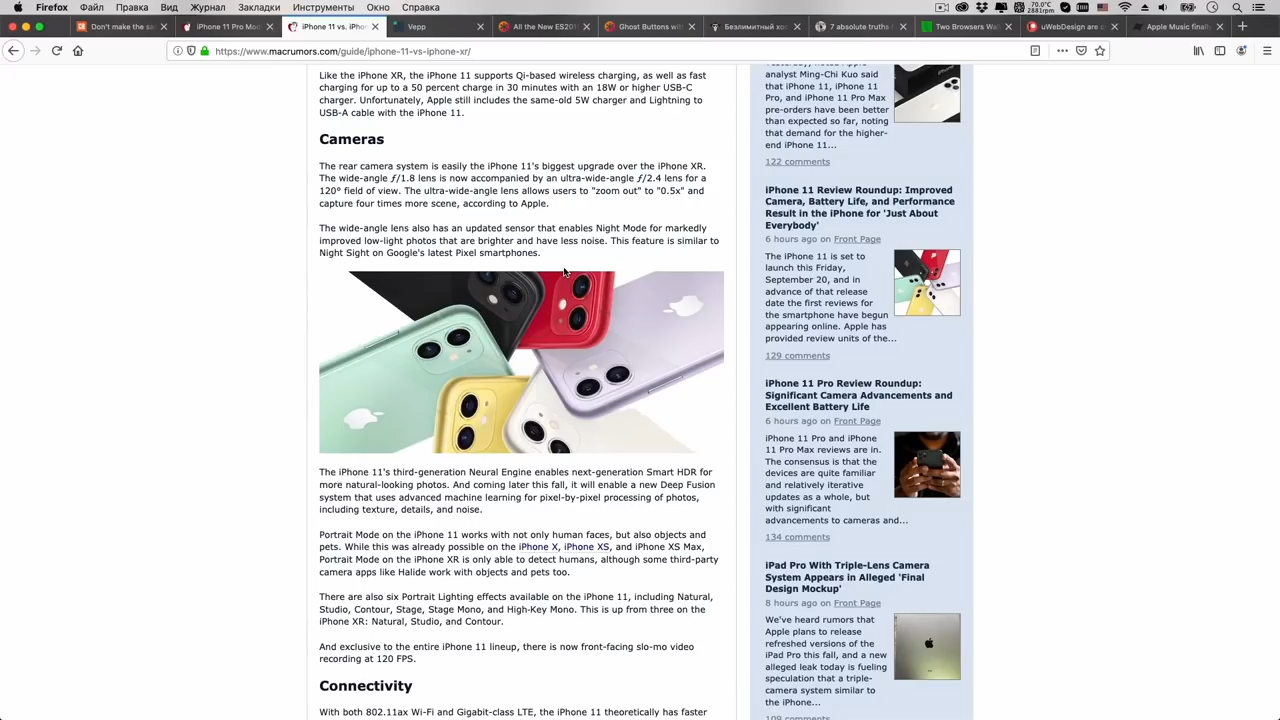 Firefox Файл Правка Вид Журнал Закладки Инструменты Окно Справка
70.0°C
2881rpm
Don't make the sa
iPhone 11 Pro Mod
iPhone 11 vs. iPho
Vepp
All the New ES201
Ghost Buttons wit
Безлимитный хос
7 absolute truths I
Two Browsers Wal
uWebDesign are c
Apple Music finall
https://www.macrumors.com/guide/iphone-11-vs-iphone-xr/
Like the iPhone XR, the iPhone 11 supports Qi-based wireless charging, as well as fast
charging for up to a 50 percent charge in 30 minutes with an 18W or higher USB-C
charger. Unfortunately, Apple still includes the same-old 5W charger and Lightning to
USB-A cable with the iPhone 11.
Cameras
The rear camera system is easily the iPhone 11's biggest upgrade over the iPhone XR.
The wide-angle ƒ/1.8 lens is now accompanied by an ultra-wide-angle ƒ/2.4 lens for a
120° field of view. The ultra-wide-angle lens allows users to "zoom out" to "0.5x" and
capture four times more scene, according to Apple.
The wide-angle lens also has an updated sensor that enables Night Mode for markedly
improved low-light photos that are brighter and have less noise. This feature is similar to
Night Sight on Google's latest Pixel smartphones.
The iPhone 11's third-generation Neural Engine enables next-generation Smart HDR for
more natural-looking photos. And coming later this fall, it will enable a new Deep Fusion
system that uses advanced machine learning for pixel-by-pixel processing of photos,
including texture, details, and noise.
Portrait Mode on the iPhone 11 works with not only human faces, but also objects and
pets. While this was already possible on the iPhone X, iPhone XS, and iPhone XS Max,
Portrait Mode on the iPhone XR is only able to detect humans, although some third-party
camera apps like Halide work with objects and pets too.
There are also six Portrait Lighting effects available on the iPhone 11, including Natural,
Studio, Contour, Stage, Stage Mono, and High-Key Mono. This is up from three on the
iPhone XR: Natural, Studio, and Contour.
And exclusive to the entire iPhone 11 lineup, there is now front-facing slo-mo video
recording at 120 FPS.
Connectivity
With both 802.11ax Wi-Fi and Gigabit-class LTE, the iPhone 11 theoretically has faster
analyst Ming-Chi Kuo said
that iPhone 11, iPhone 11
Pro, and iPhone 11 Pro Max
pre-orders have been better
than expected so far, noting
that demand for the higher-
end iPhone 11...
122 comments
iPhone 11 Review Roundup: Improved
Camera, Battery Life, and Performance
Result in the iPhone for 'Just About
Everybody'
6 hours ago on Front Page
The iPhone 11 is set to
launch this Friday,
September 20, and in
advance of that release
date the first reviews for
the smartphone have begun
appearing online. Apple has
provided review units of the...
129 comments
iPhone 11 Pro Review Roundup:
Significant Camera Advancements and
Excellent Battery Life
6 hours ago on Front Page
iPhone 11 Pro and iPhone
11 Pro Max reviews are in.
The consensus is that the
devices are quite familiar
and relatively iterative
updates as a whole, but
with significant
advancements to cameras and...
134 comments
iPad Pro With Triple-Lens Camera
System Appears in Alleged 'Final
Design Mockup'
8 hours ago on Front Page
We've heard rumors that
Apple plans to release
refreshed versions of the
iPad Pro this fall, and a new
alleged leak today is fueling
speculation that a triple-
camera system similar to
the iPhone...
109 comments